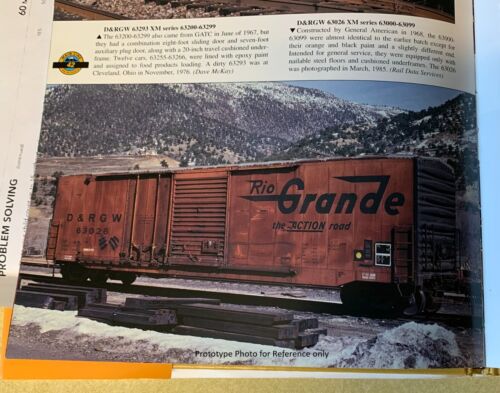 D&RGW 63293 XM series 63200-63299
▲ The 63200-63299 also came from GATC in June of 1967, but
they had a combination eight-foot sliding door and seven-foot
auxiliary plug door, along with a 20-inch travel cushioned under-
frame. Twelve cars, 63255-63266, were lined with epoxy paint
and assigned to food products loading. A dirty 63293 was at
Cleveland, Ohio in November, 1976. (Dave McKay)
D&RGW 63026 XM series 63000-63099
▼ Constructed by General American in 1968, the 63000-
63099 were almost identical to the earlier batch except for
their orange and black paint and a slightly different end.
Intended for general service, they were equipped only with
nailable steel floors and cushioned underframes. The 63026
was photographed in March, 1985. (Rail Data Services)
D&RGW
63026
Rio Grande
the ACTION road
Prototype Photo for Reference only
PROBLEM SOLVING